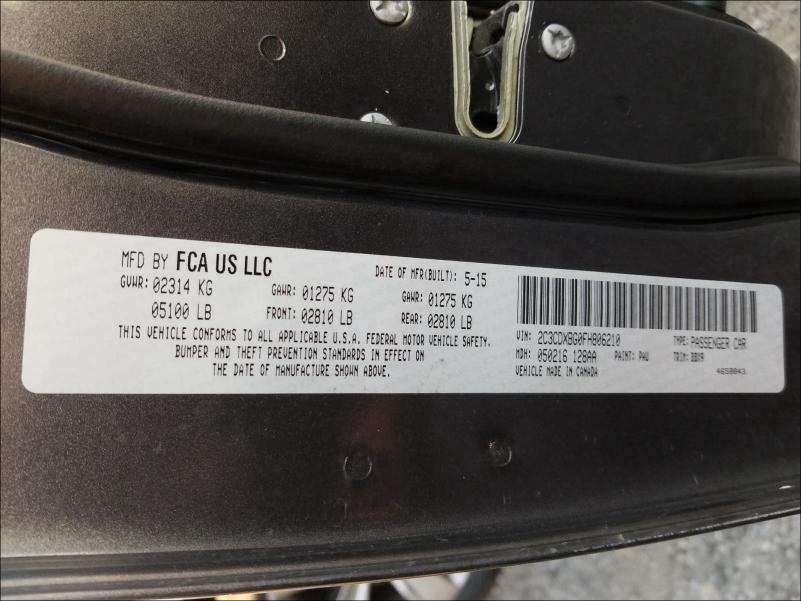 MFD BY FCA US LLC DATE OF MFR(BUILT): 5-15
GVWR: 02314 KG GAWR: 01275 KG GAWR: 01275 KG
05100 LB FRONT: 02810 LB REAR: 02810 LB
THIS VEHICLE CONFORMS TO ALL APPLICABLE U.S.A. FEDERAL MOTOR VEHICLE SAFETY.
BUMPER AND THEFT PREVENTION STANDARDS IN EFFECT ON
THE DATE OF MANUFACTURE SHOWN ABOVE.
VIN: 2C3CDXBG0FH806210 TYPE: PASSENGER CAR
MDH: 050216 128AA PAINT: PAU TRIM: BBX9
VEHICLE MADE IN CANADA 4658843